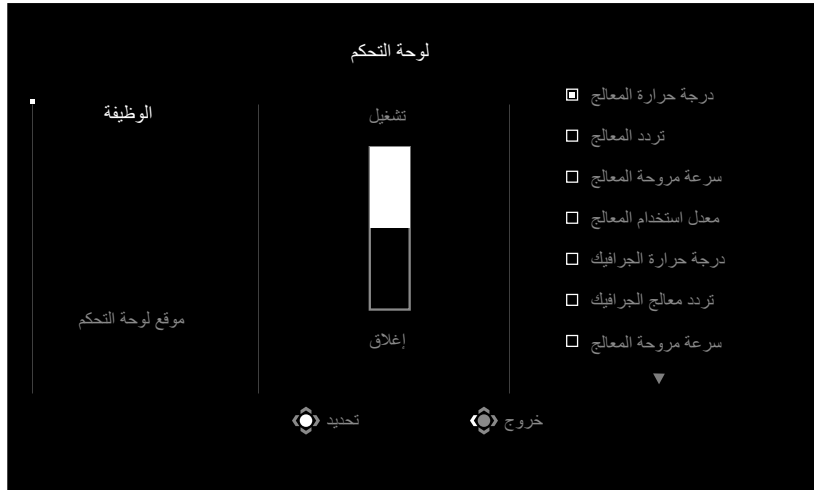 لوحة التحكم
الوظيفة
موقع لوحة التحكم
تشغيل
إغلاق
درجة حرارة المعالج
تردد المعالج
سرعة مروحة المعالج
معدل استخدام المعالج
درجة حرارة الجرافيك
تردد معالج الجرافيك
سرعة مروحة المعالج
تحديد
خروج